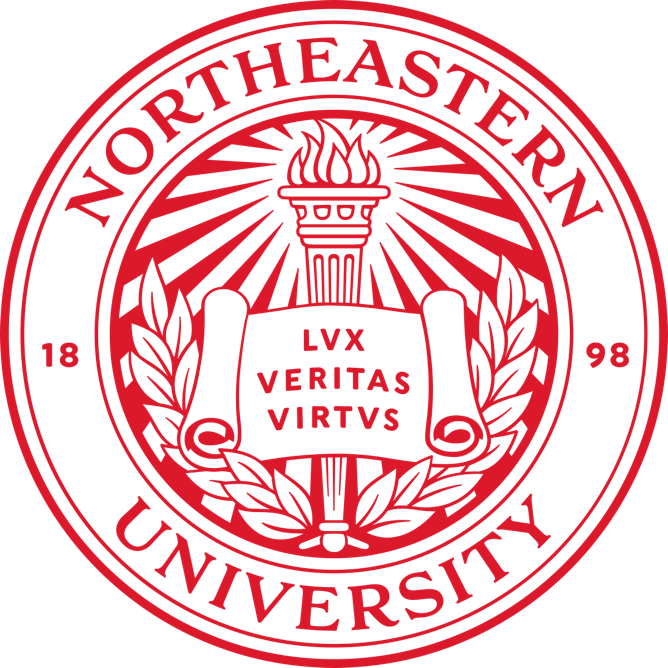 NORTHEASTERN
18
98
LVX
VERITAS
VIRTVS
UNIVERSITY